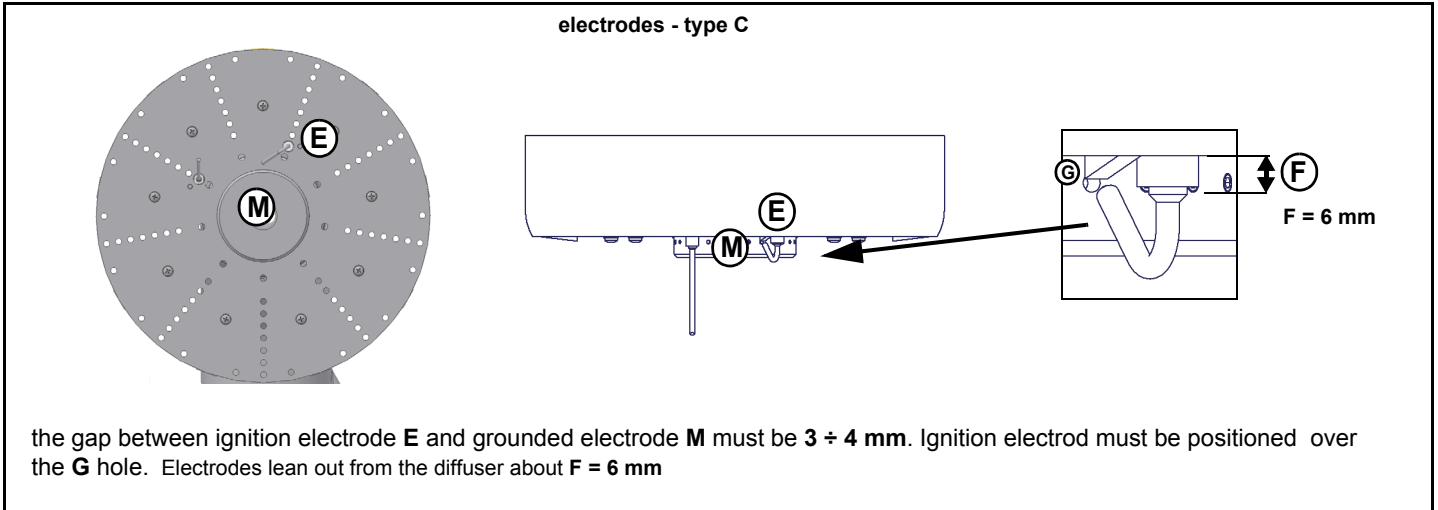 electrodes - type C
E
M
E
M
G
F
F = 6 mm
the gap between ignition electrode E and grounded electrode M must be 3 ÷ 4 mm. Ignition electrod must be positioned over
the G hole. Electrodes lean out from the diffuser about F = 6 mm